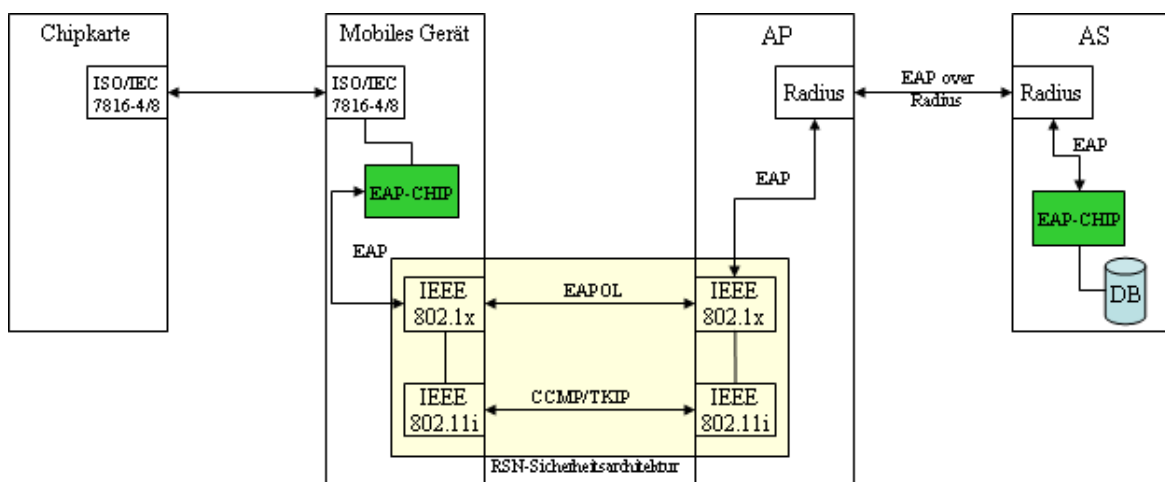 Chipkarte
Mobiles Gerät
AP
AS
ISO/IEC
7816-4/8
ISO/IEC
7816-4/8
Radius
EAP over
Radius
Radius
EAP
EAP-CHIP
EAP
EAP-CHIP
EAP
DB
IEEE
802.1x
EAPOL
IEEE
802.1x
IEEE
802.11i
CCMP/TKIP
IEEE
802.11i
RSN-Sicherheitsarchitektur